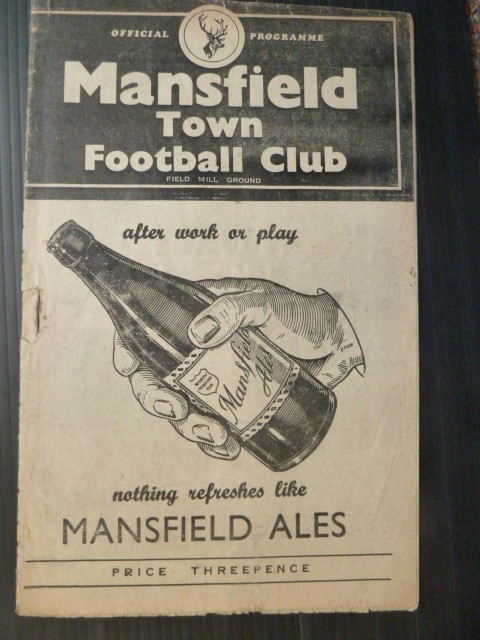 OFFICIAL PROGRAMME
Mansfield
Town
Football Club
FIELD MILL GROUND
after work or play
Mansfield
Ales
nothing refreshes like
MANSFIELD ALES
PRICE THREEPENCE